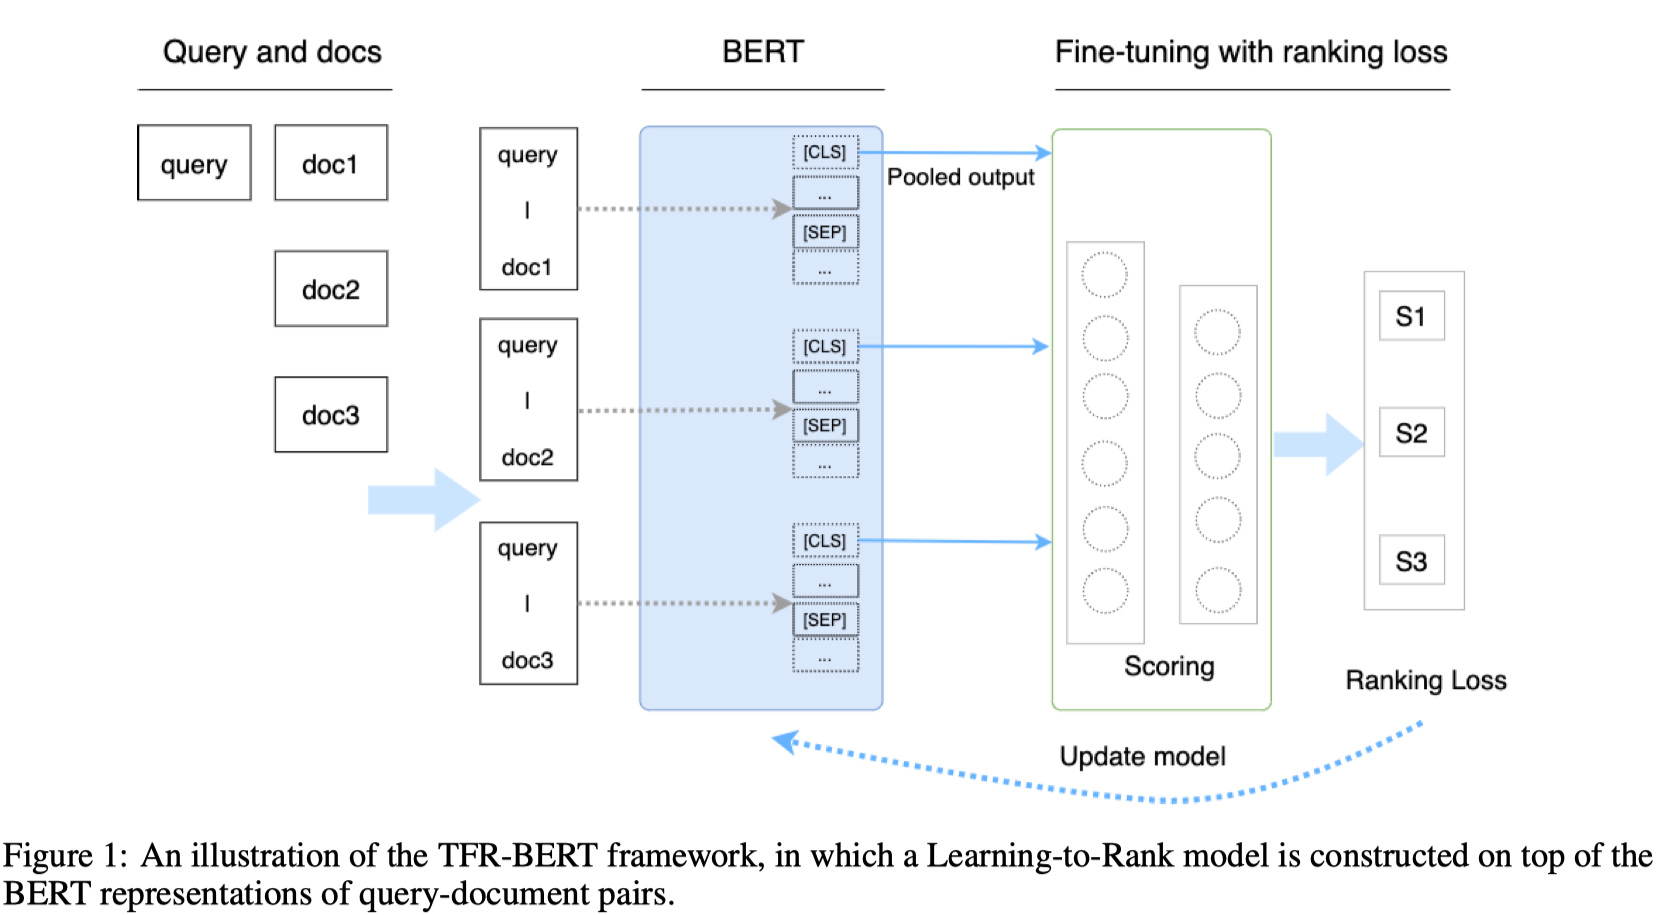 Query and docs
BERT
Fine-tuning with ranking loss
query
doc1
doc2
doc3
query
|
doc1
query
|
doc2
query
|
doc3
[CLS]
...
[SEP]
...
[CLS]
...
[SEP]
...
[CLS]
...
[SEP]
...
Pooled output
Scoring
S1
S2
S3
Ranking Loss
Update model
Figure 1: An illustration of the TFR-BERT framework, in which a Learning-to-Rank model is constructed on top of the
BERT representations of query-document pairs.